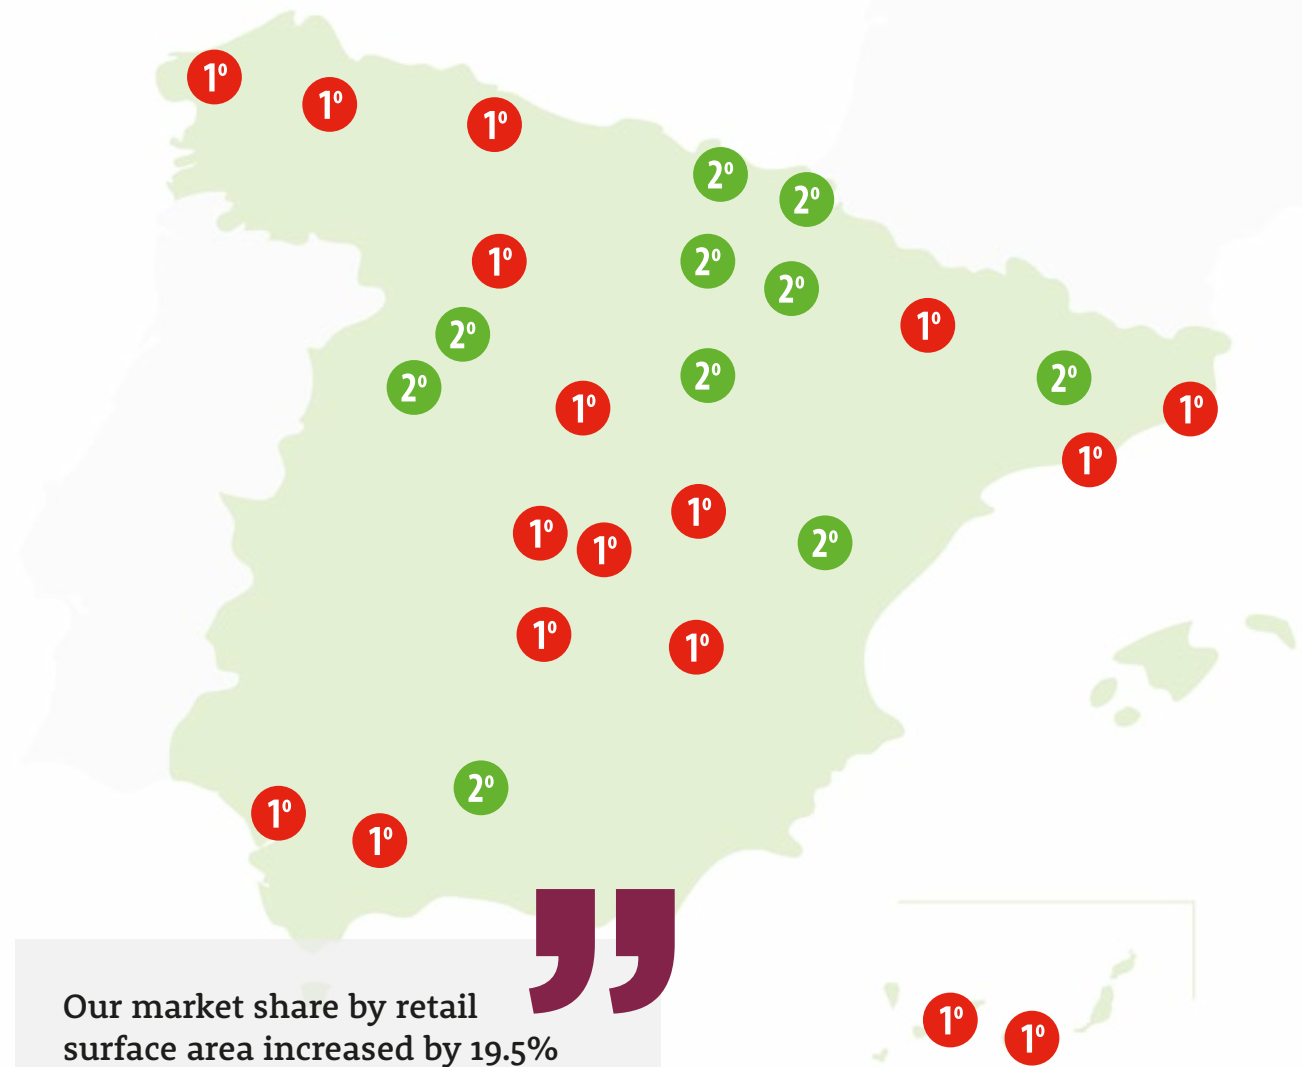 1º
1º
1º
2º
2º
1º
2º
2º
1º
2º
2º
2º
2º
1º
1º
1º
1º
1º
1º
2º
1º
1º
2º
1º
1º
”
Our market share by retail
surface area increased by 19.5%
1º
1º